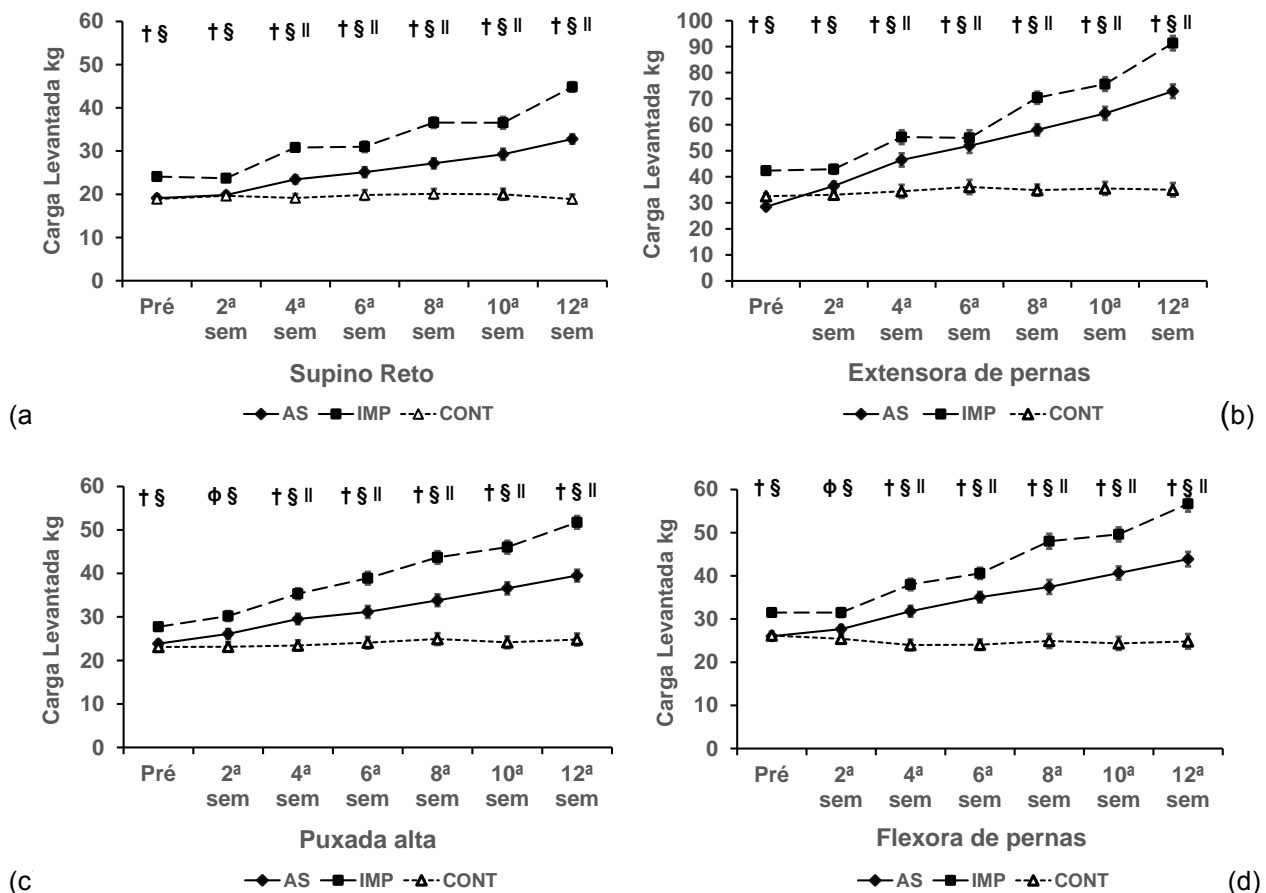 60
50
40
30
20
10
0
Carga Levantada kg
† § † § † § ॥ † § ॥ † § ॥ † § ॥ † § ॥
Pré 2ª sem 4ª sem 6ª sem 8ª sem 10ª sem 12ª sem
Supino Reto
AS IMP CONT
(a
100
90
80
70
60
50
40
30
20
10
0
Carga Levantada kg
† § † § † § ॥ † § ॥ † § ॥ † § ॥ † § ॥
Pré 2ª sem 4ª sem 6ª sem 8ª sem 10ª sem 12ª sem
Extensora de pernas
AS IMP CONT
(b)
60
50
40
30
20
10
0
Carga Levantada kg
† § ф § † § ॥ † § ॥ † § ॥ † § ॥ † § ॥
Pré 2ª sem 4ª sem 6ª sem 8ª sem 10ª sem 12ª sem
Puxada alta
AS IMP CONT
(c
60
50
40
30
20
10
0
Carga Levantada kg
† § ф § † § ॥ † § ॥ † § ॥ † § ॥ † § ॥
Pré 2ª sem 4ª sem 6ª sem 8ª sem 10ª sem 12ª sem
Flexora de pernas
AS IMP CONT
(d)